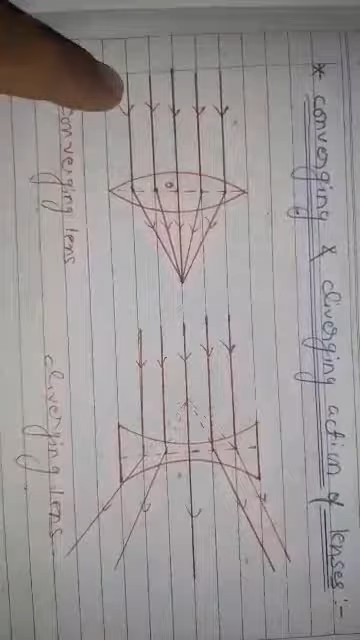 * converging & diverging action of lenses :-
converging lens
o
diverging lens.